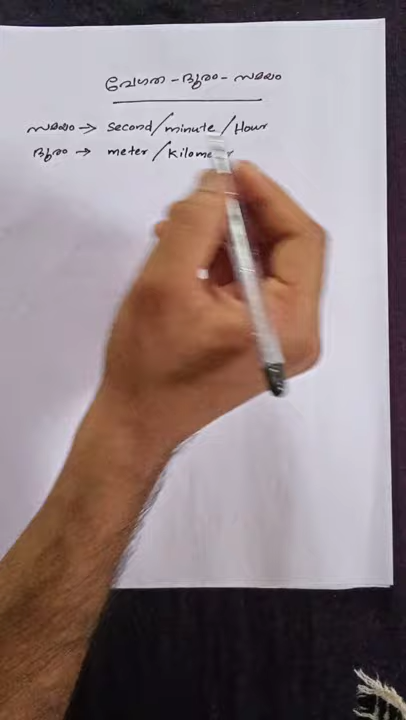 വേഗത - ദൂരം - സമയം
സമയം → second/minute/Hour
ദൂരം → meter/